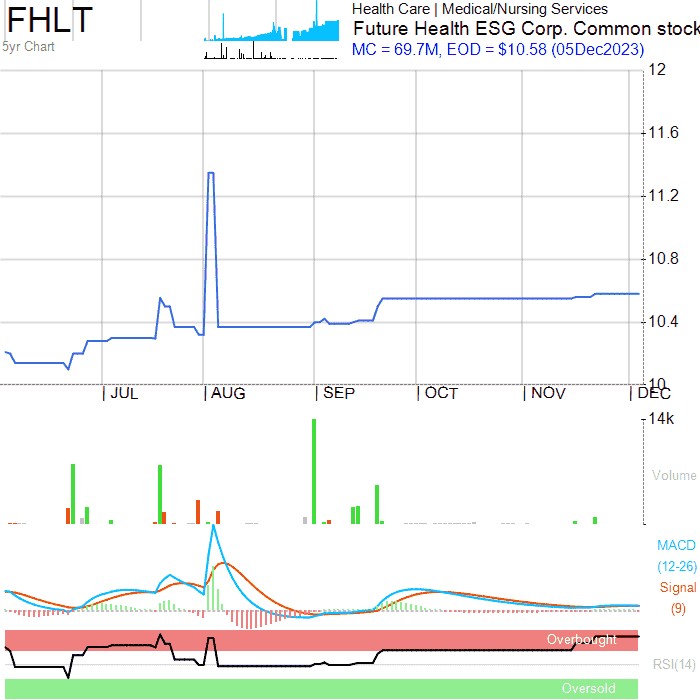 FHLT
5yr Chart
Health Care | Medical/Nursing Services
Future Health ESG Corp. Common stock
MC = 69.7M, EOD = $10.58 (05Dec2023)
12
11.6
11.2
10.8
10.4
10
JUL AUG SEP OCT NOV DEC
14k
Volume
MACD
(12-26)
Signal
(9)
Overbought
RSI(14)
Oversold